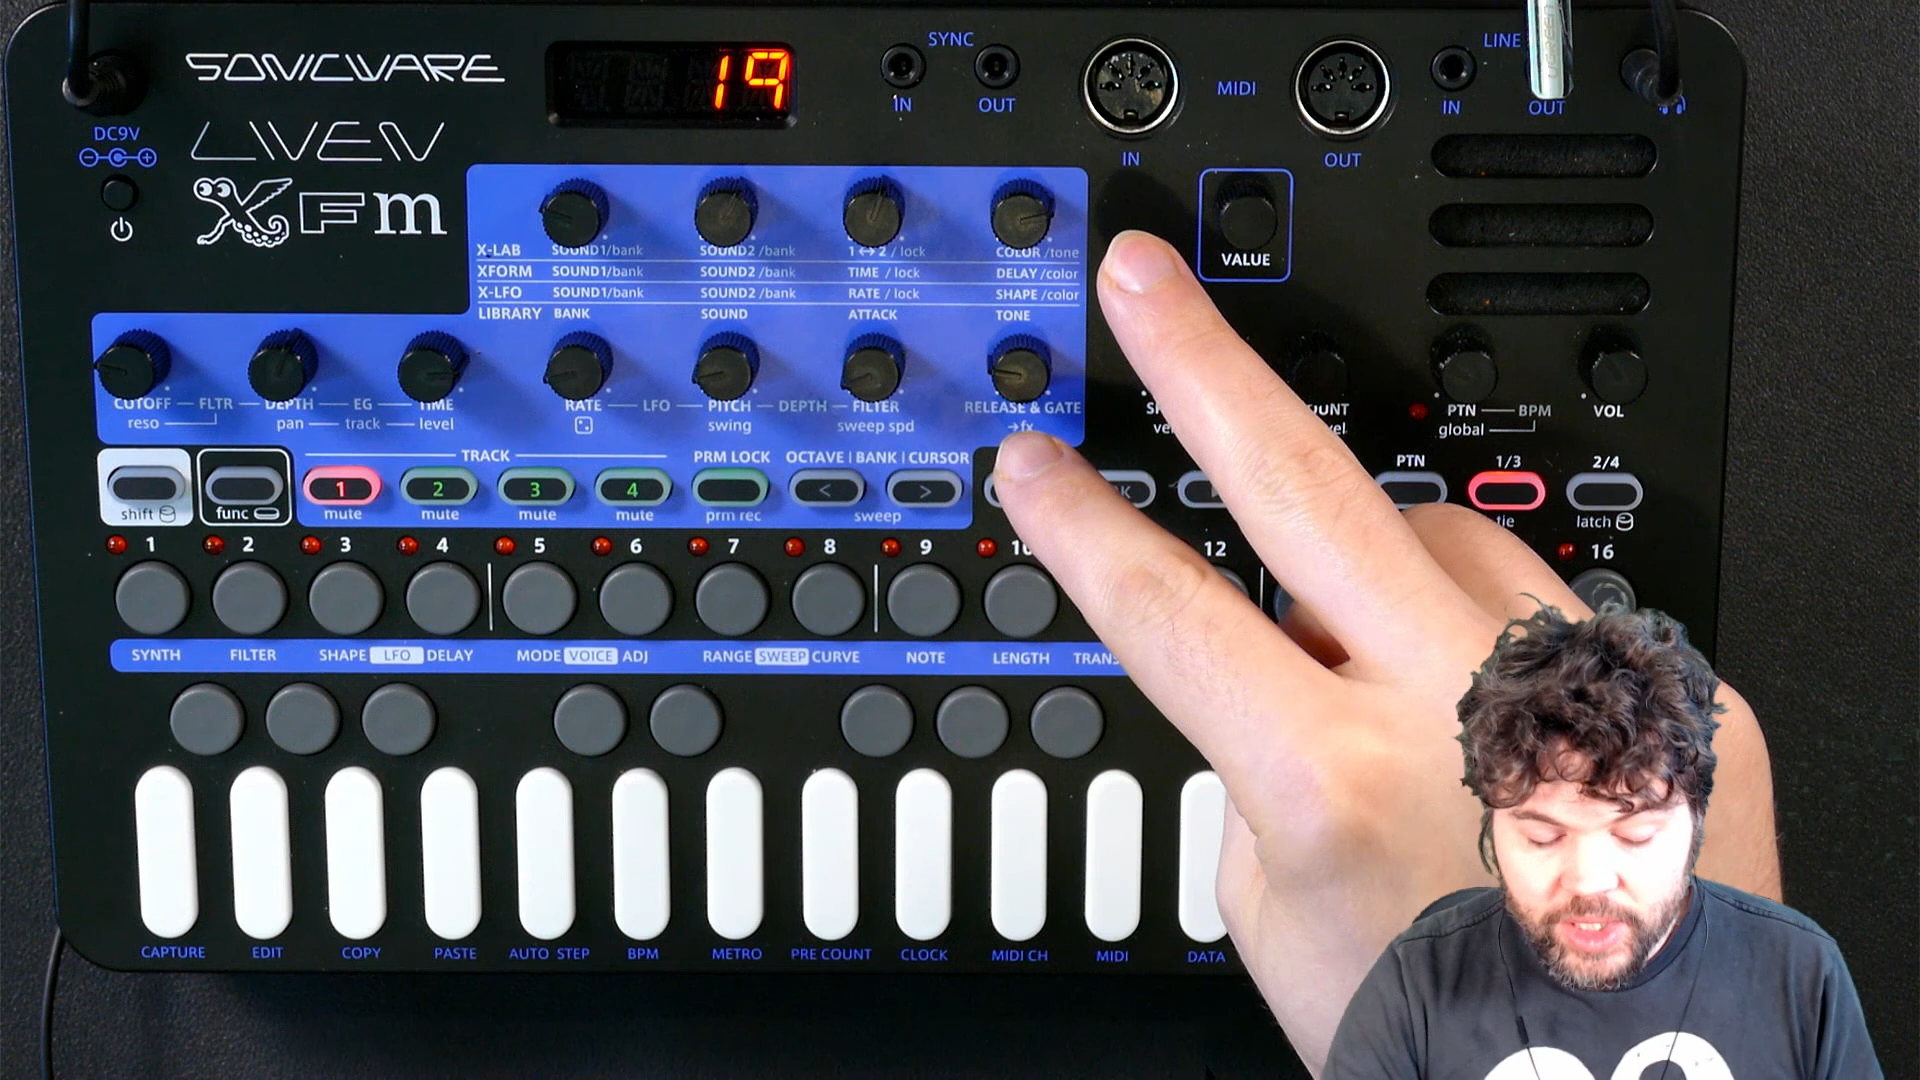 SONICWARE
19
SYNC
IN
OUT
MIDI
IN
OUT
LINE
IN
OUT
DC9V
LIVEN
XFm
VALUE
X-LAB SOUND1/bank SOUND2/bank 1↔2 / lock COLOR/tone
XFORM SOUND1/bank SOUND2/bank TIME / lock DELAY/color
X-LFO SOUND1/bank SOUND2/bank RATE / lock SHAPE/color
LIBRARY BANK SOUND ATTACK TONE
CUTOFF — FLTR — DEPTH — EG — TIME
reso pan — track — level
RATE — LFO — PITCH — DEPTH — FILTER
swing sweep spd
RELEASE & GATE
→fx
PTN — BPM
global
VOL
TRACK
PRM LOCK
OCTAVE | BANK | CURSOR
PTN
1/3
2/4
shift
func
1 2 3 4
< >
mute mute mute mute prm rec sweep
tie
latch
1 2 3 4 5 6 7 8 9 10 12 16
SYNTH FILTER SHAPE LFO DELAY MODE VOICE ADJ RANGE SWEEP CURVE NOTE LENGTH
CAPTURE EDIT COPY PASTE AUTO STEP BPM METRO PRE COUNT CLOCK MIDI CH MIDI DATA